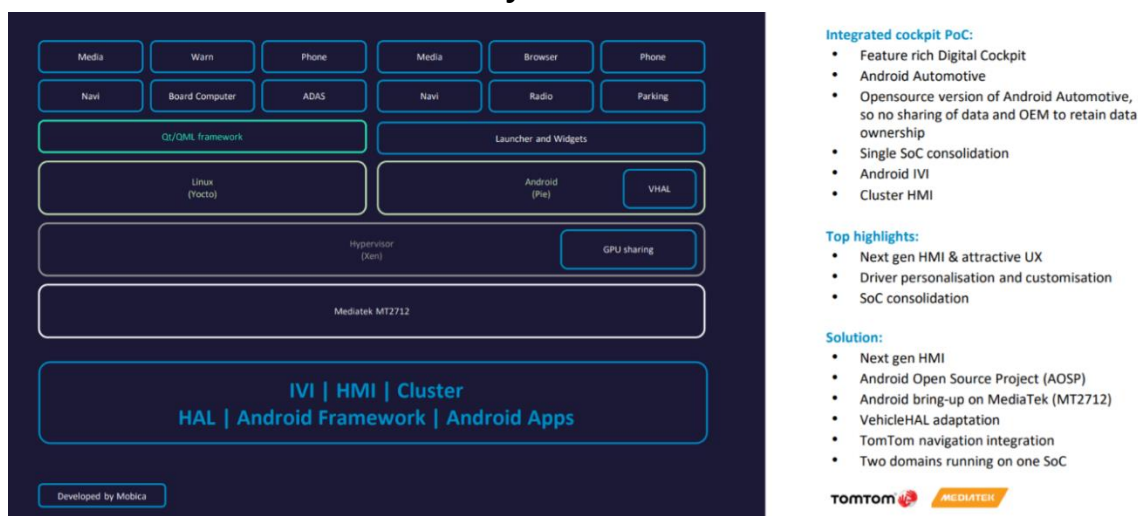 Media Warn Phone Media Browser Phone
Navi Board Computer ADAS Navi Radio Parking
Qt/QML framework Launcher and Widgets
Linux
(Yocto)
Android
(Pie)
VHAL
Hypervisor
(Xen)
GPU sharing
Mediatek MT2712
IVI | HMI | Cluster
HAL | Android Framework | Android Apps
Developed by Mobica
Integrated cockpit PoC:
• Feature rich Digital Cockpit
• Android Automotive
• Opensource version of Android Automotive,
so no sharing of data and OEM to retain data
ownership
• Single SoC consolidation
• Android IVI
• Cluster HMI
Top highlights:
• Next gen HMI & attractive UX
• Driver personalisation and customisation
• SoC consolidation
Solution:
• Next gen HMI
• Android Open Source Project (AOSP)
• Android bring-up on MediaTek (MT2712)
• VehicleHAL adaptation
• TomTom navigation integration
• Two domains running on one SoC
TOMTOM MEDIATEK